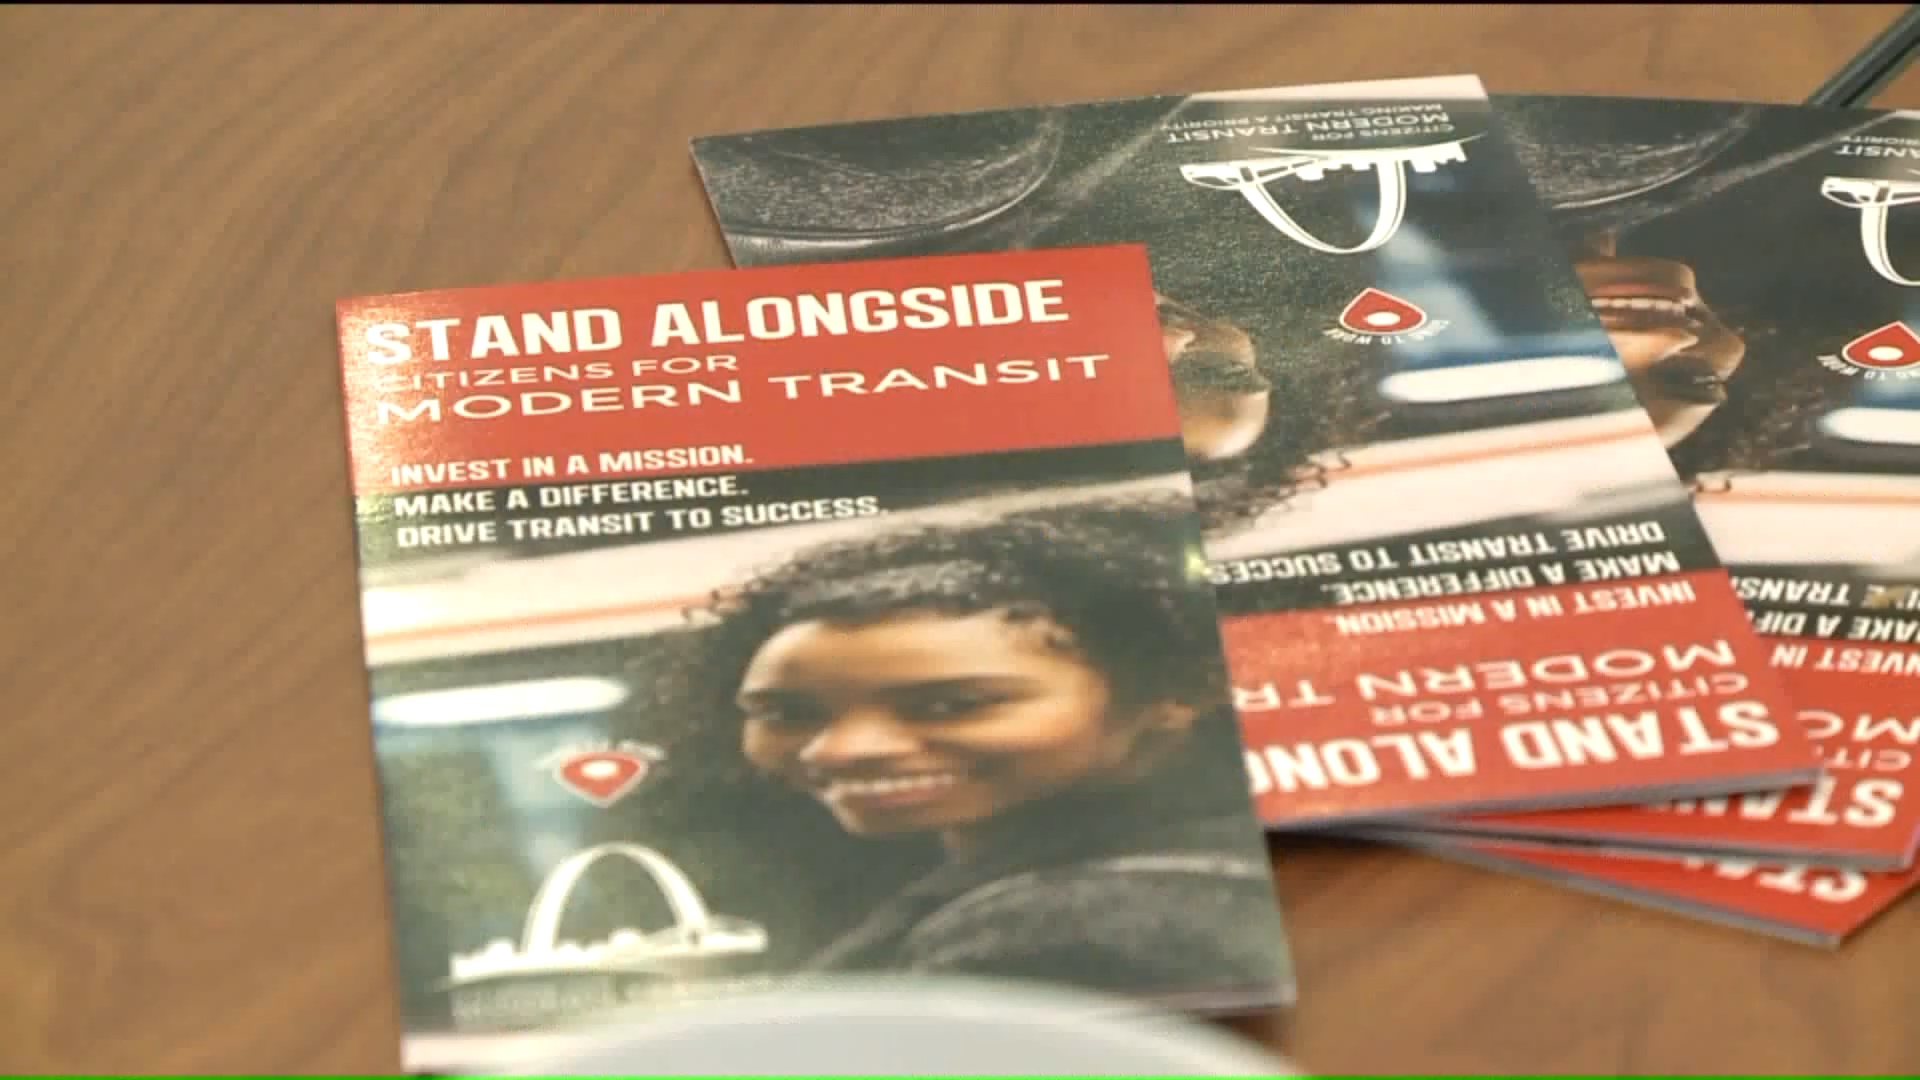 STAND ALONGSIDE
CITIZENS FOR
MODERN TRANSIT
INVEST IN A MISSION.
MAKE A DIFFERENCE.
DRIVE TRANSIT TO SUCCESS.
CITIZENS FOR
MODERN TRANSIT
MAKING TRANSIT A PRIORITY
STAND ALONG
CITIZENS FOR
MODERN TR
INVEST IN A MISSION.
MAKE A DIFFERENCE.
DRIVE TRANSIT TO SUCCES